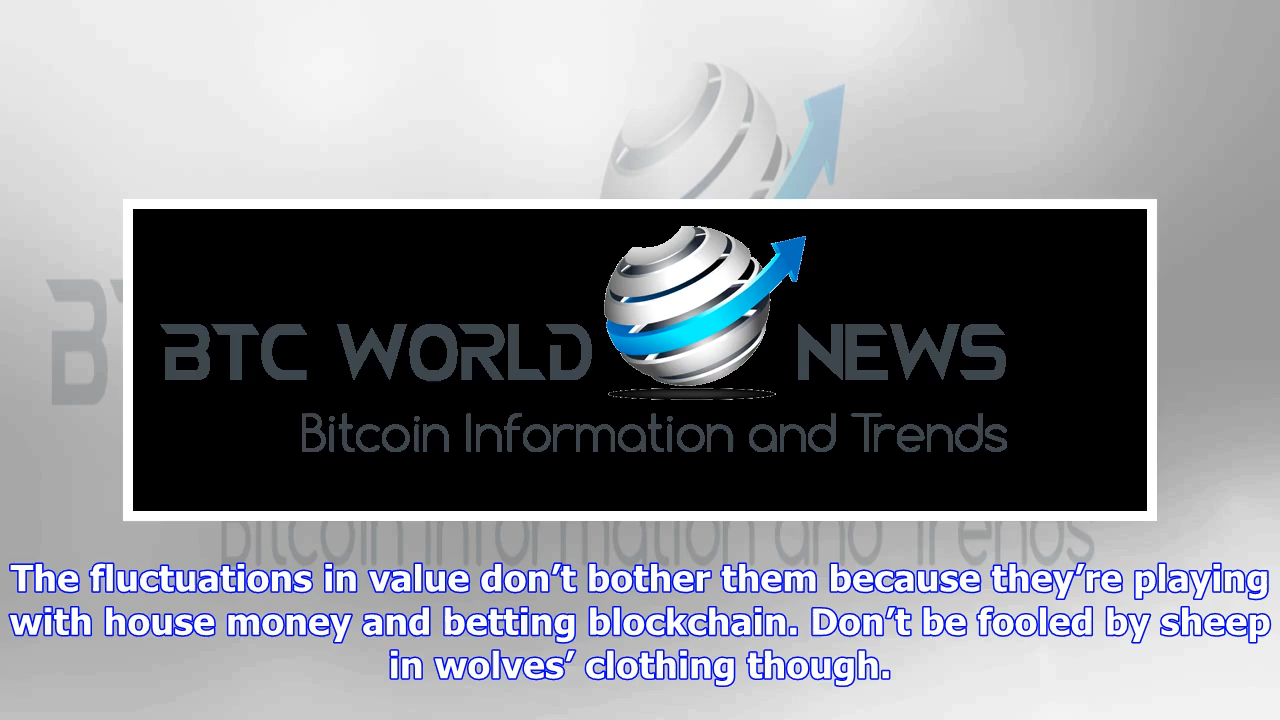 BTC WORLD NEWS
Bitcoin Information and Trends
The fluctuations in value don’t bother them because they’re playing
with house money and betting blockchain. Don’t be fooled by sheep
in wolves’ clothing though.